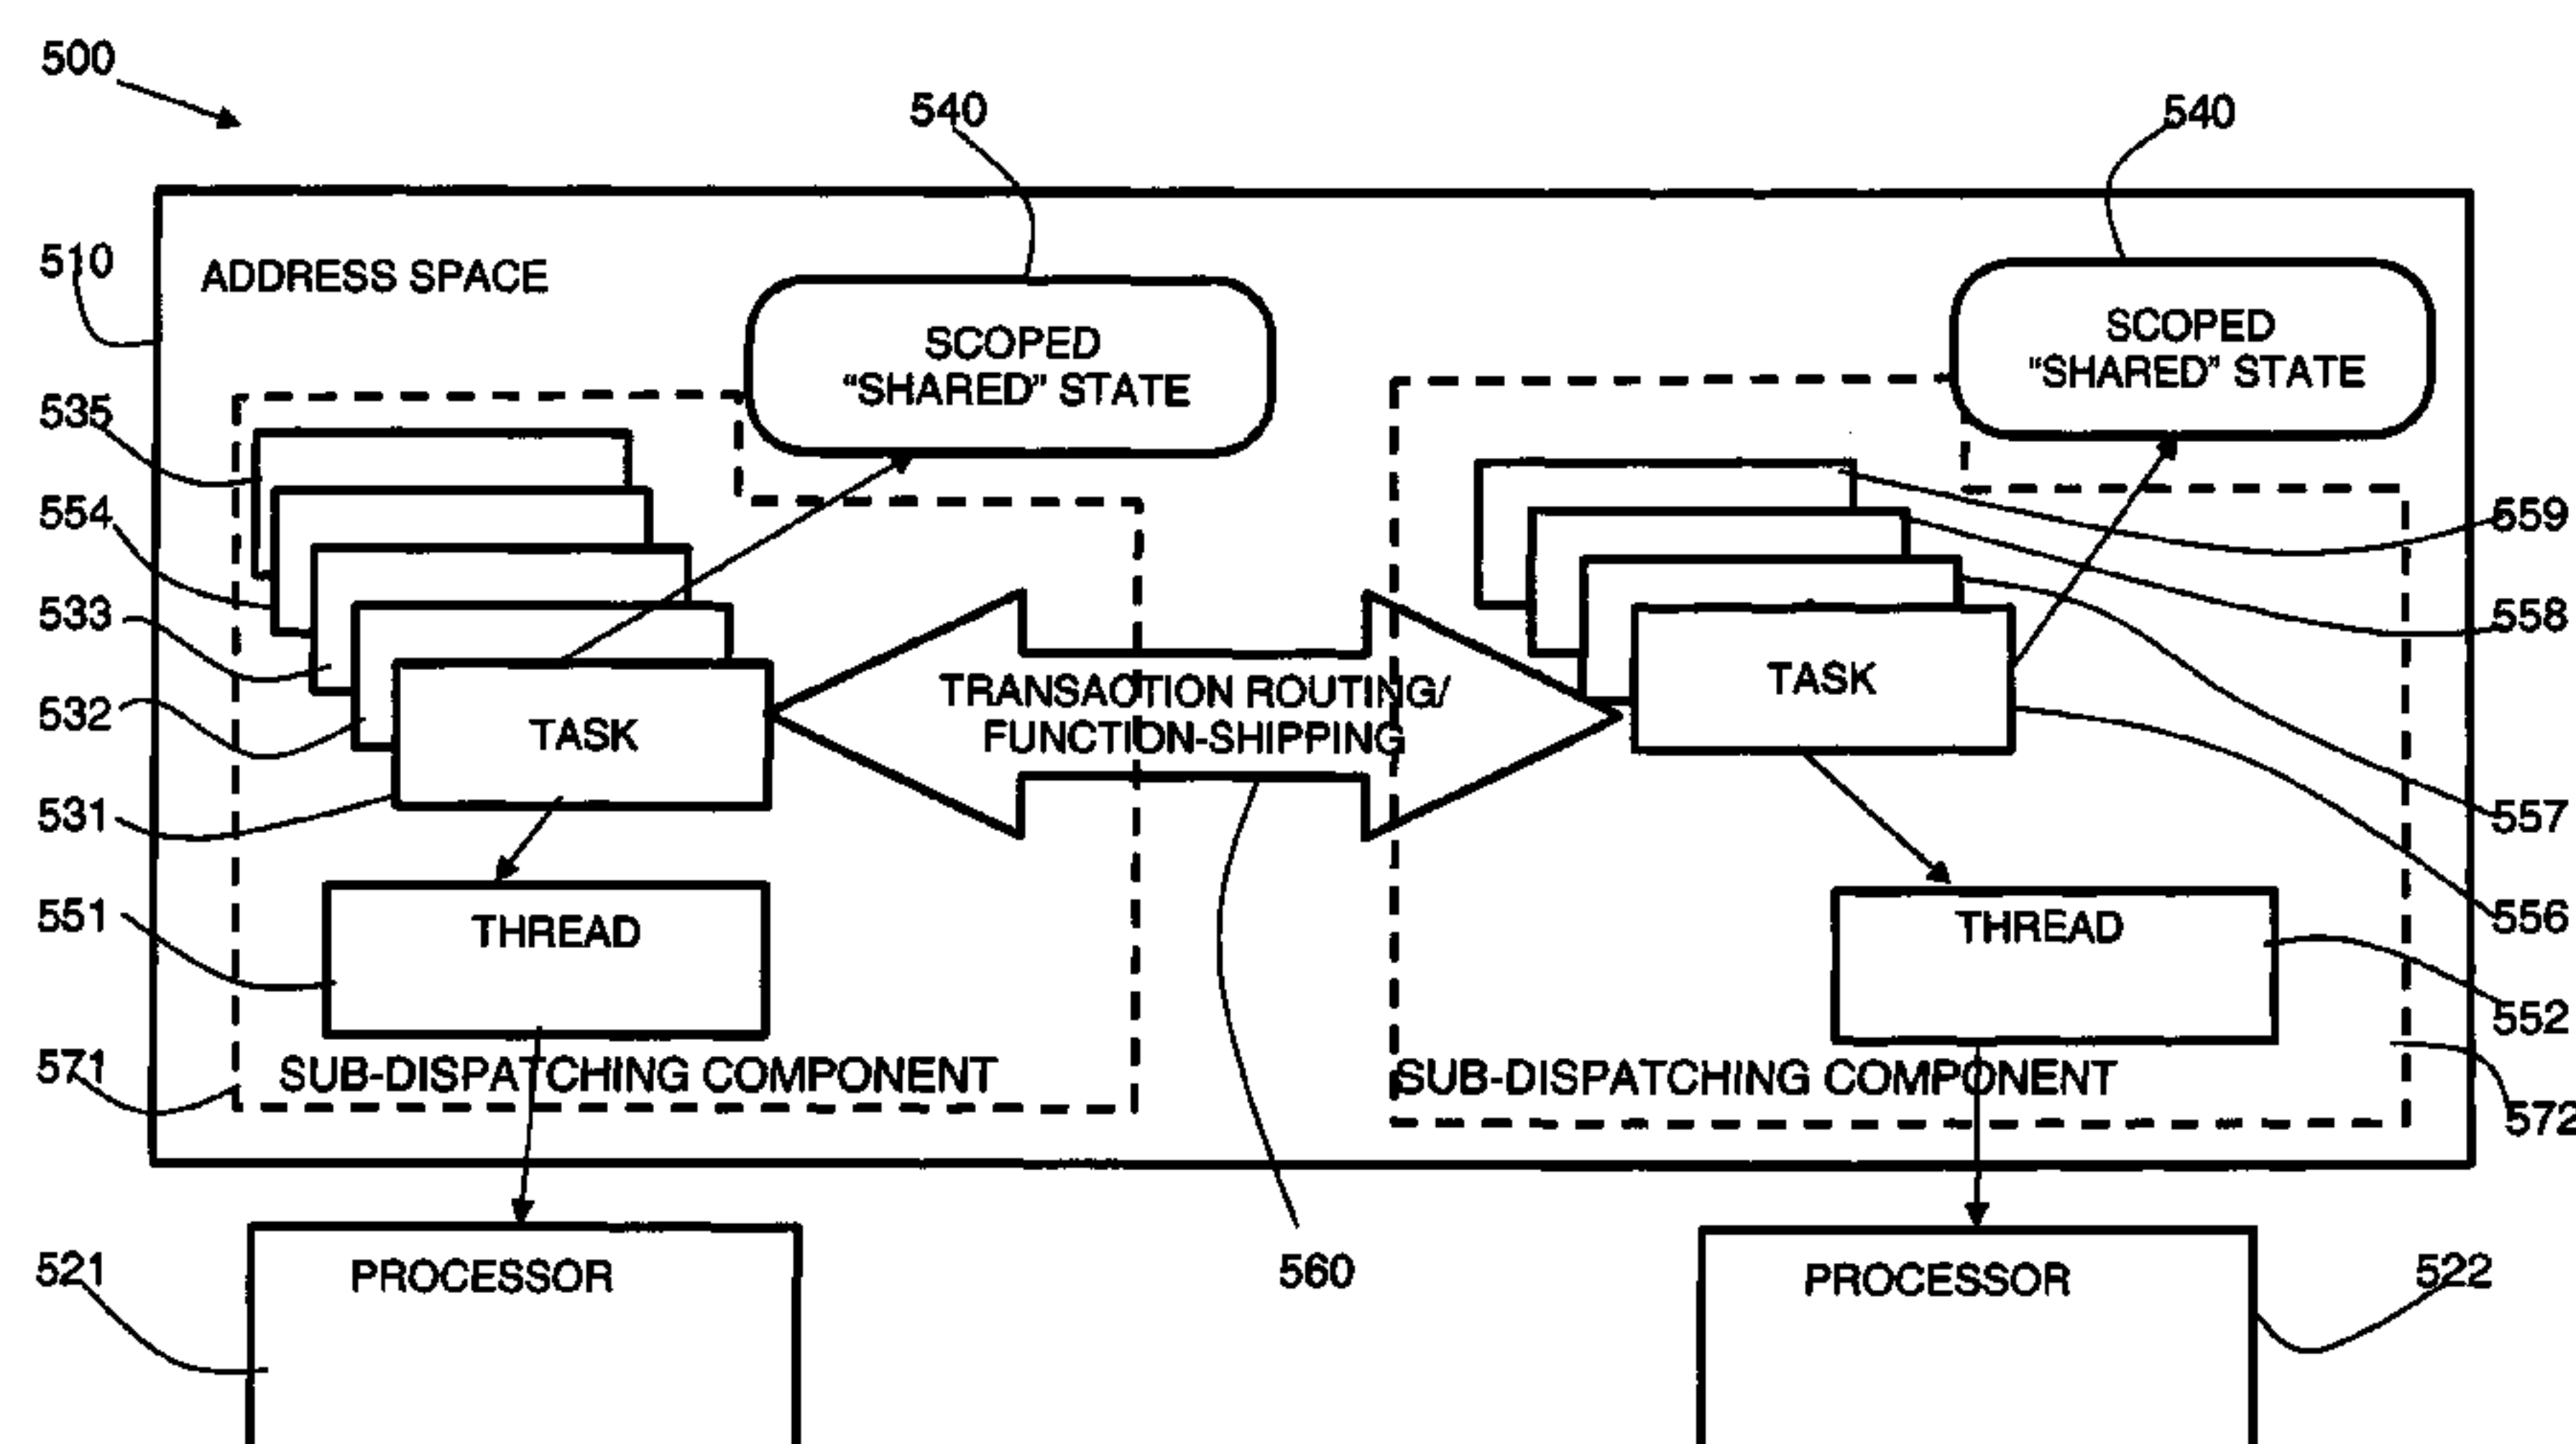 500
540
540
510
ADDRESS SPACE
SCOPED
"SHARED" STATE
SCOPED
"SHARED" STATE
535
554
533
532
531
551
571
559
558
557
556
552
572
TASK
TRANSACTION ROUTING/
FUNCTION-SHIPPING
TASK
THREAD
THREAD
SUB-DISPATCHING COMPONENT
SUB-DISPATCHING COMPONENT
521
PROCESSOR
560
PROCESSOR
522